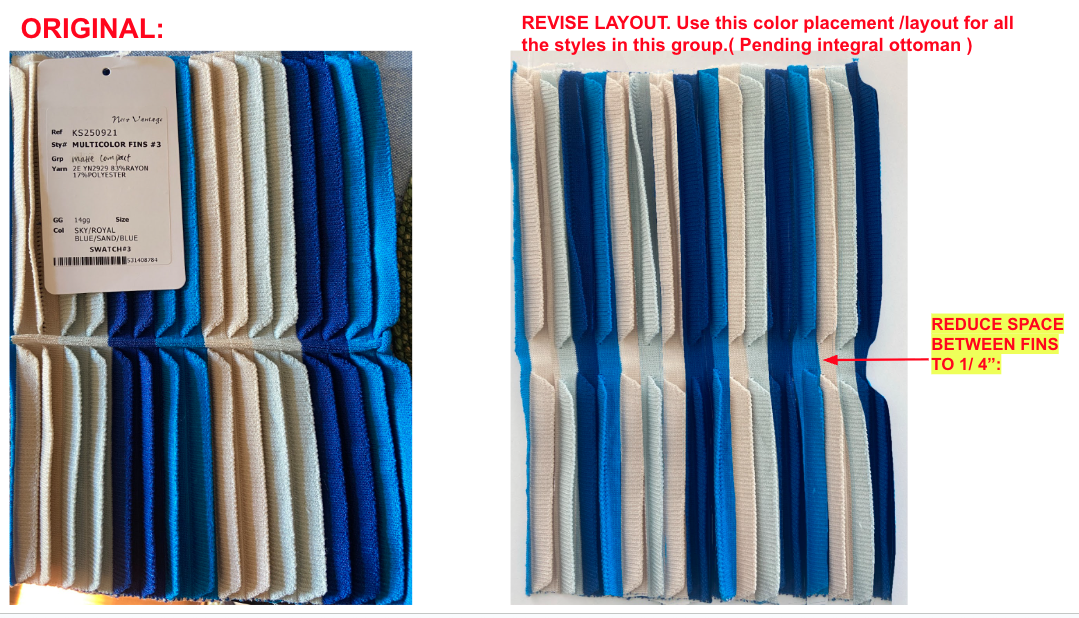 ORIGINAL:
REVISE LAYOUT. Use this color placement /layout for all
the styles in this group.( Pending integral ottoman )
Ref KS250921
Sty# MULTICOLOR FINS #3
Grp matte compact
Yarn 2E YN2929 83%RAYON
17%POLYESTER
GG 14gg Size
Col SKY/ROYAL
BLUE/SAND/BLUE
SWATCH#3
S31408784
REDUCE SPACE
BETWEEN FINS
TO 1/ 4”: